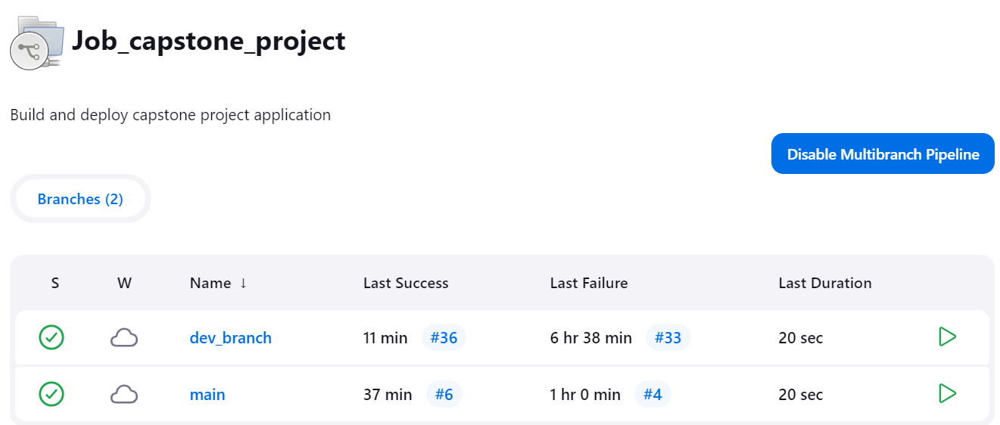 Job_capstone_project
Build and deploy capstone project application
Disable Multibranch Pipeline
Branches (2)
S W Name ↓ Last Success Last Failure Last Duration
dev_branch 11 min #36 6 hr 38 min #33 20 sec
main 37 min #6 1 hr 0 min #4 20 sec